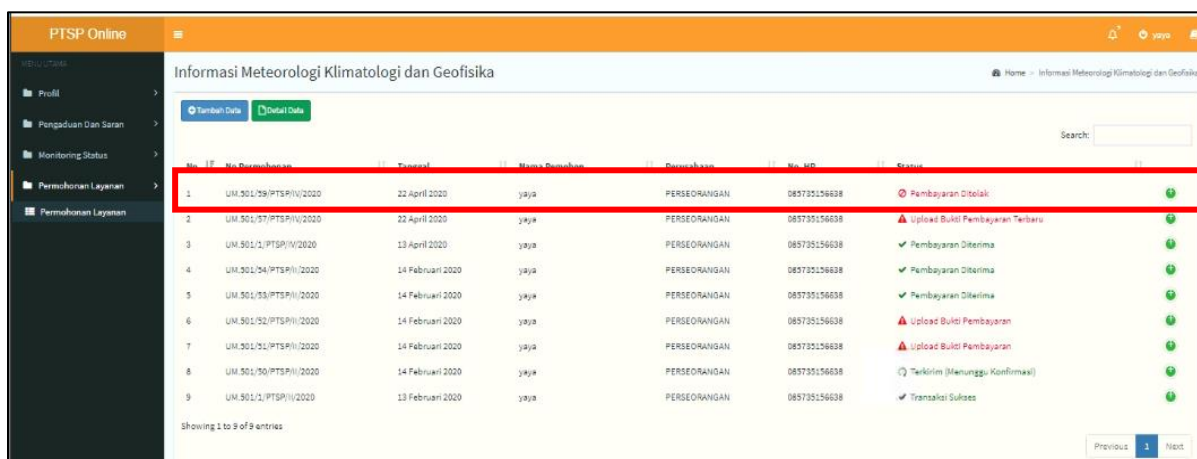 PTSP Online
7
yaya
MENU UTAMA
Profil
Pengaduan Dan Saran
Monitoring Status
Permohonan Layanan
Permohonan Layanan
Informasi Meteorologi Klimatologi dan Geofisika
Home > Informasi Meteorologi Klimatologi dan Geofisika
Tambah Data Detail Data
Search:
No No Permohonan Tanggal Nama Pemohon Perusahaan No. HP Status
1 UM.501/59/PTSP/IV/2020 22 April 2020 yaya PERSEORANGAN 085735156638 Pembayaran Ditolak
2 UM.501/57/PTSP/IV/2020 22 April 2020 yaya PERSEORANGAN 085735156638 Upload Bukti Pembayaran Terbaru
3 UM.501/1/PTSP/IV/2020 13 April 2020 yaya PERSEORANGAN 085735156638 Pembayaran Diterima
4 UM.501/54/PTSP/II/2020 14 Februari 2020 yaya PERSEORANGAN 085735156638 Pembayaran Diterima
5 UM.501/53/PTSP/II/2020 14 Februari 2020 yaya PERSEORANGAN 085735156638 Pembayaran Diterima
6 UM.501/52/PTSP/II/2020 14 Februari 2020 yaya PERSEORANGAN 085735156638 Upload Bukti Pembayaran
7 UM.501/51/PTSP/II/2020 14 Februari 2020 yaya PERSEORANGAN 085735156638 Upload Bukti Pembayaran
8 UM.501/50/PTSP/II/2020 14 Februari 2020 yaya PERSEORANGAN 085735156638 Terkirim (Menunggu Konfirmasi)
9 UM.501/1/PTSP/II/2020 13 Februari 2020 yaya PERSEORANGAN 085735156638 Transaksi Sukses
Showing 1 to 9 of 9 entries
Previous 1 Next